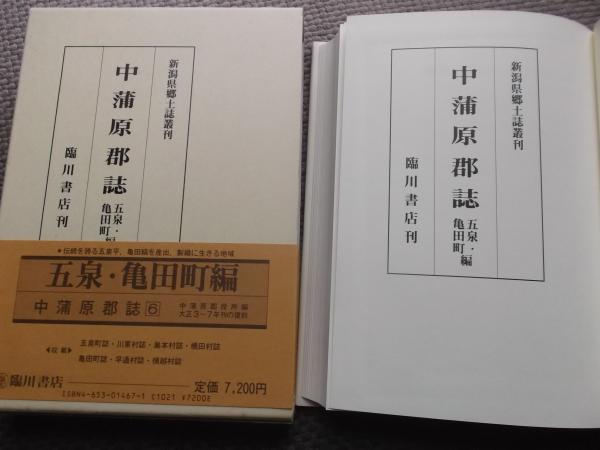 新潟県郷土誌叢刊
中蒲原郡誌 五泉・亀田町編
臨川書店刊
★伝統を誇る五泉平、亀田縞を産出、製織に生きる地域
五泉・亀田町編
中蒲原郡誌 6
中蒲原郡役所編
大正3〜7年刊の復刻
◀収載▶
五泉町誌・川東村誌・巣本村誌・橋田村誌
亀田町誌・早通村誌・横越村誌
臨川書店
定価 7,200円
ISBN4-653-01467-1 C1021 ¥7200E
新潟県郷土誌叢刊
中蒲原郡誌 五泉・亀田町編
臨川書店刊